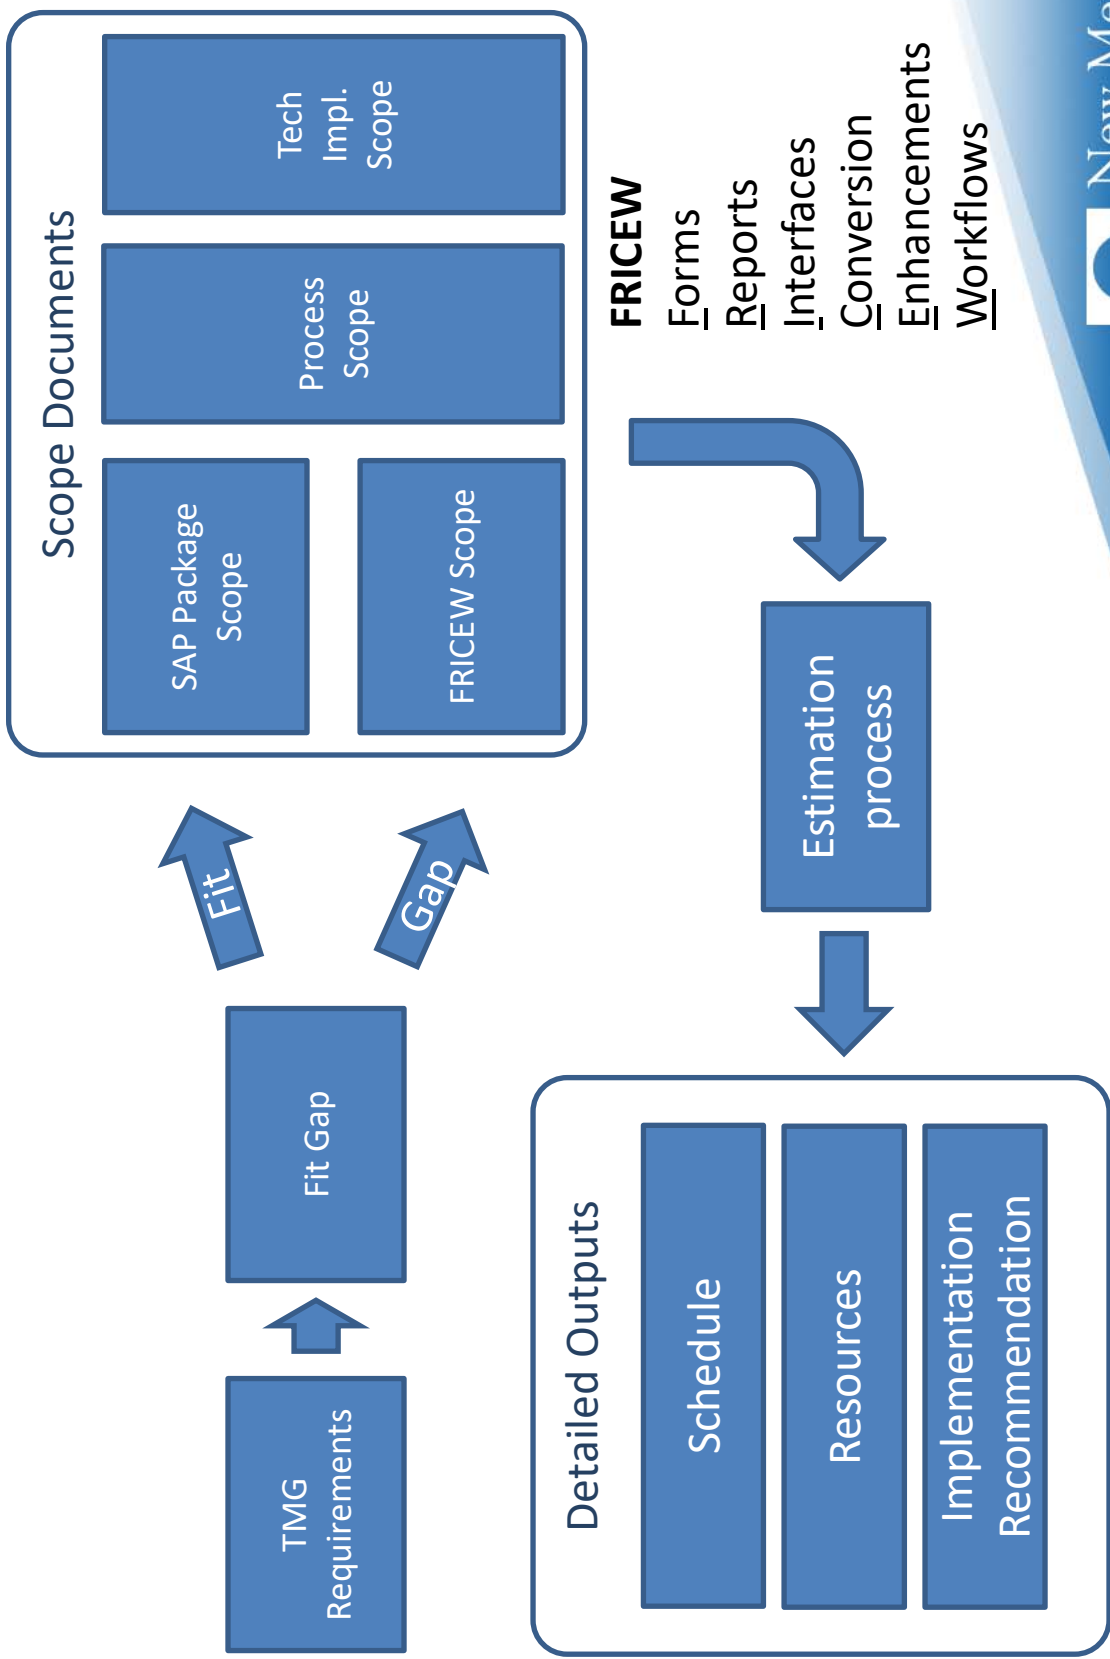 TMG
Requirements
Fit Gap
Fit
Gap
Scope Documents
SAP Package
Scope
FRICEW Scope
Process
Scope
Tech
Impl.
Scope
FRICEW
Forms
Reports
Interfaces
Conversion
Enhancements
Workflows
Estimation
process
Detailed Outputs
Schedule
Resources
Implementation
Recommendation
New